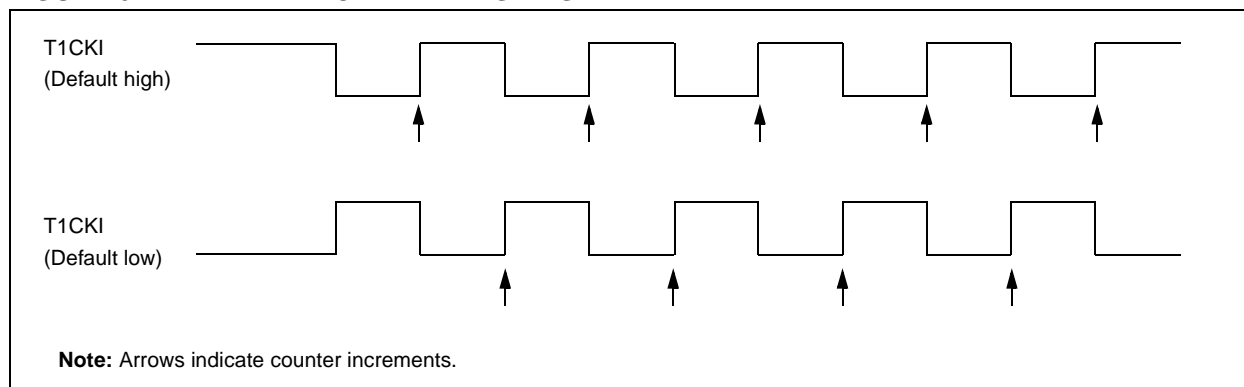 T1CKI
(Default high)
T1CKI
(Default low)
Note: Arrows indicate counter increments.